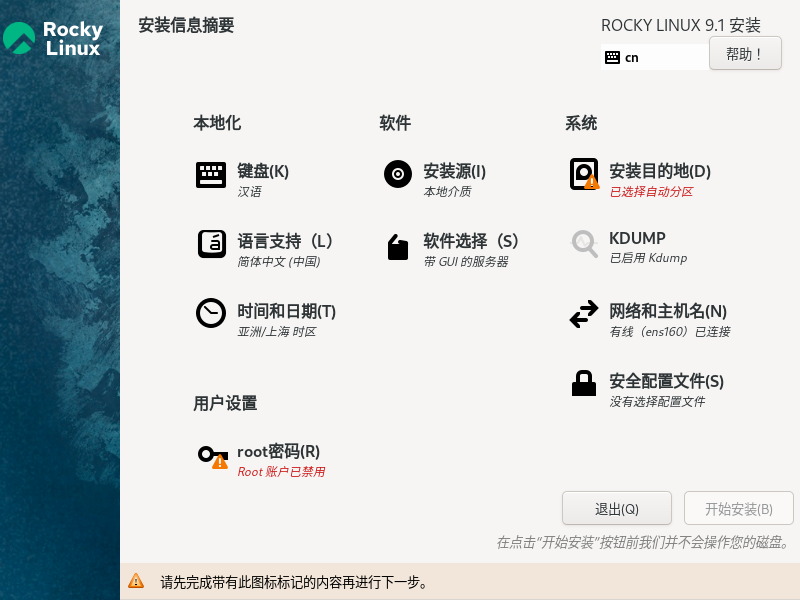 Rocky
Linux
安装信息摘要
ROCKY LINUX 9.1 安装
cn
帮助！
本地化
键盘(K)
汉语
语言支持（L）
简体中文 (中国)
时间和日期(T)
亚洲/上海 时区
用户设置
root密码(R)
Root 账户已禁用
软件
安装源(I)
本地介质
软件选择（S）
带 GUI 的服务器
系统
安装目的地(D)
已选择自动分区
KDUMP
已启用 Kdump
网络和主机名(N)
有线（ens160）已连接
安全配置文件(S)
没有选择配置文件
退出(Q)
开始安装(B)
在点击“开始安装”按钮前我们并不会操作您的磁盘。
请先完成带有此图标标记的内容再进行下一步。